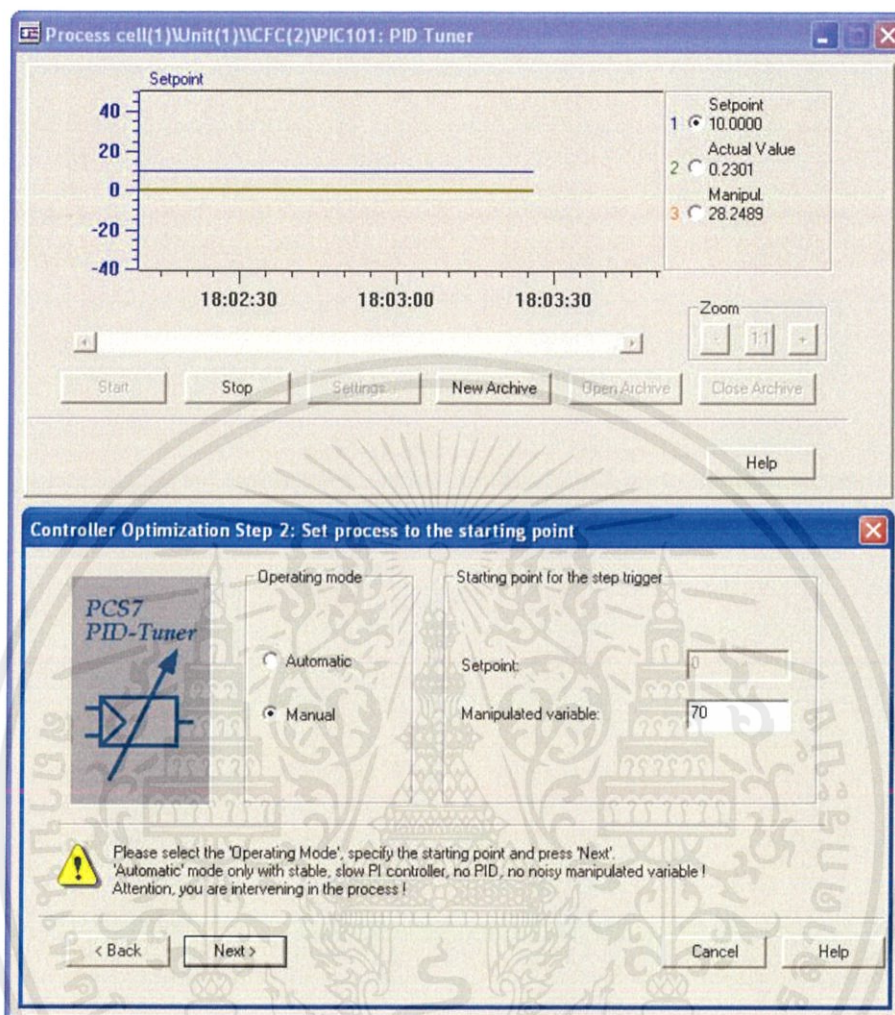 Process cell(1)\Unit(1)\\CFC(2)\PIC101: PID Tuner
Setpoint
40
20
0
-20
-40
18:02:30
18:03:00
18:03:30
Setpoint
1 10.0000
Actual Value
2 0.2301
Manipul.
3 28.2489
Zoom
- 1:1 +
Start Stop Settings... New Archive Open Archive Close Archive
Help
Controller Optimization Step 2: Set process to the starting point
PCS7
PID-Tuner
Operating mode
Automatic
Manual
Starting point for the step trigger
Setpoint: 0
Manipulated variable: 70
Please select the 'Operating Mode', specify the starting point and press 'Next'.
'Automatic' mode only with stable, slow PI controller, no PID, no noisy manipulated variable !
Attention, you are intervening in the process !
< Back Next > Cancel Help